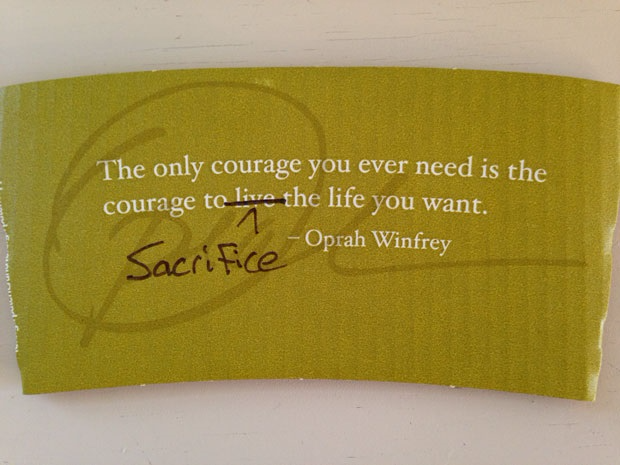 The only courage you ever need is the
courage to live the life you want.
Sacrifice
– Oprah Winfrey